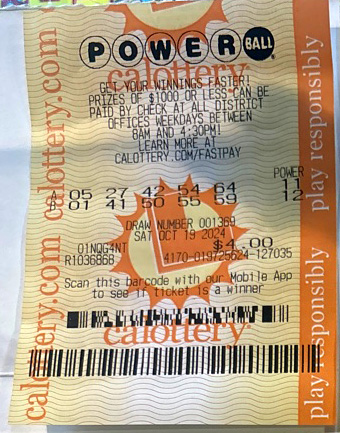 POWERBALL
calottery
GET YOUR WINNINGS FASTER!
PRIZES OF $1000 OR LESS CAN BE
PAID BY CHECK AT ALL DISTRICT
OFFICES WEEKDAYS BETWEEN
8AM AND 4:30PM!
LEARN MORE AT
CALOTTERY.COM/FASTPAY
POWER
05 27 42 54 64 11
01 41 50 55 59 12
DRAW NUMBER 001369
SAT OCT 19 2024
$4.00
01NQG4NT
R1036868 4170-019725624-127035
Scan this barcode with our Mobile App
to see if ticket is a winner
calottery
calottery.com calottery.com
play responsibly play responsibly